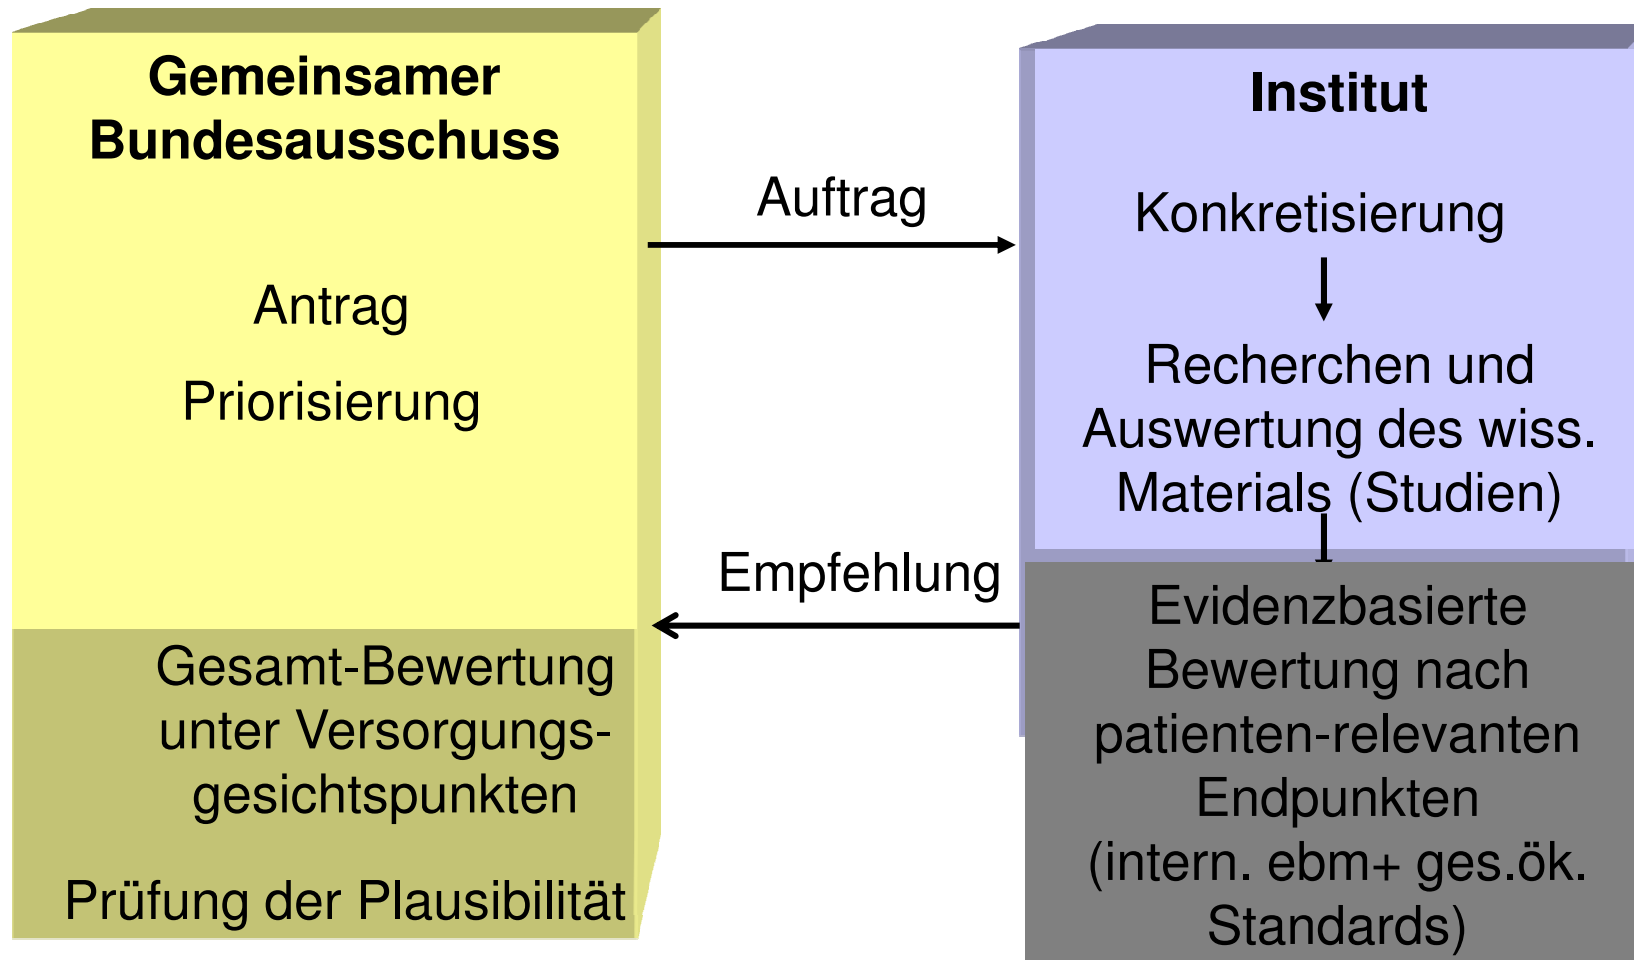 Gemeinsamer
Bundesausschuss
Antrag
Priorisierung
Gesamt-Bewertung
unter Versorgungs-
gesichtspunkten
Prüfung der Plausibilität
Auftrag
Empfehlung
Institut
Konkretisierung
Recherchen und
Auswertung des wiss.
Materials (Studien)
Evidenzbasierte
Bewertung nach
patienten-relevanten
Endpunkten
(intern. ebm+ ges.ök.
Standards)